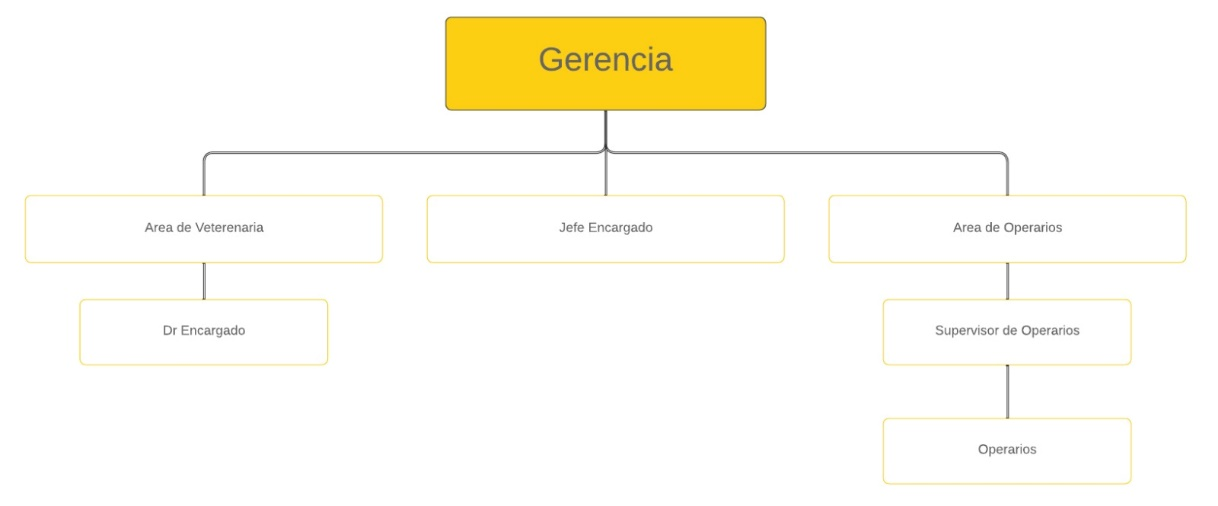 Gerencia
Area de Veterenaria
Jefe Encargado
Area de Operarios
Dr Encargado
Supervisor de Operarios
Operarios